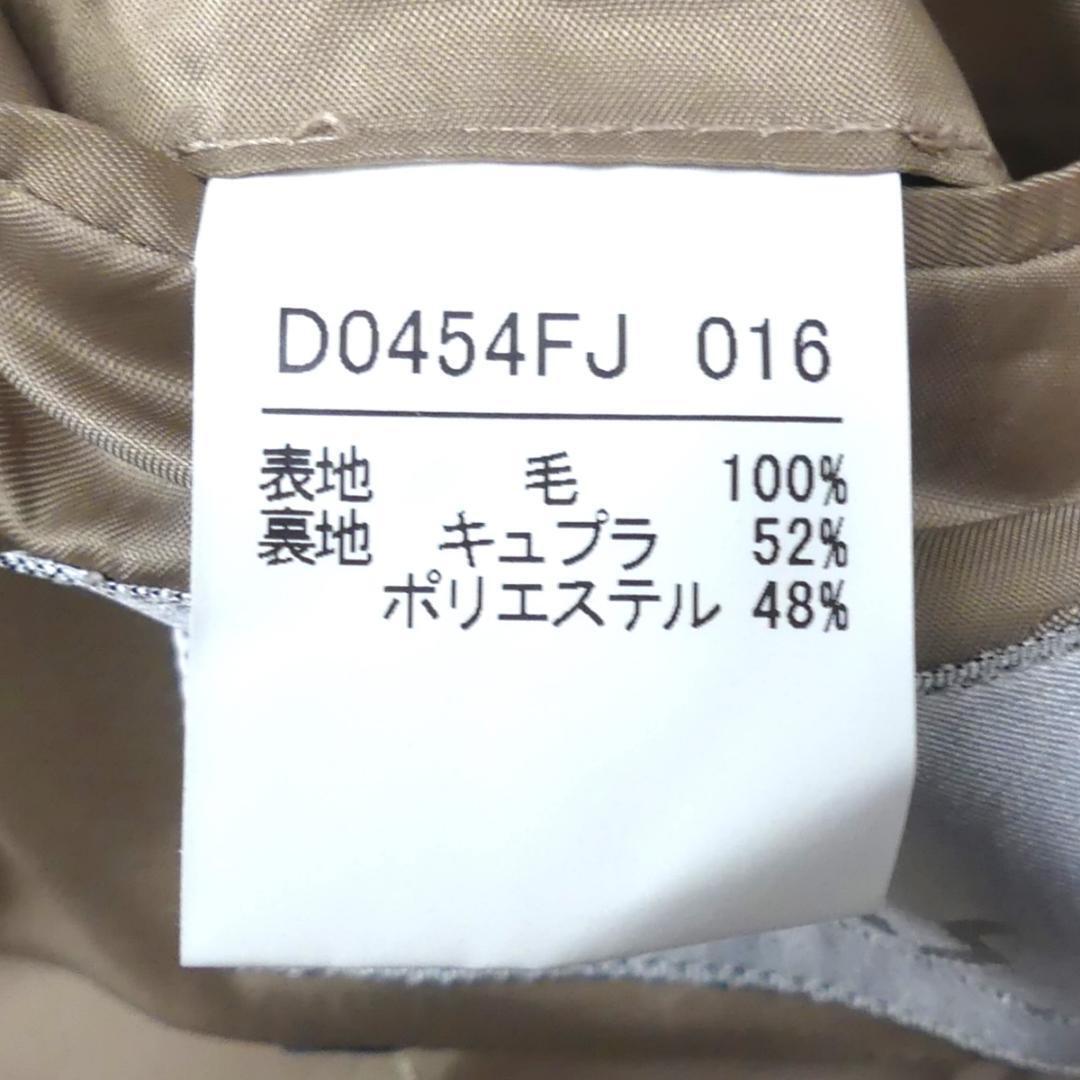 D0454FJ 016
表地 毛 100%
裏地 キュプラ 52%
ポリエステル 48%